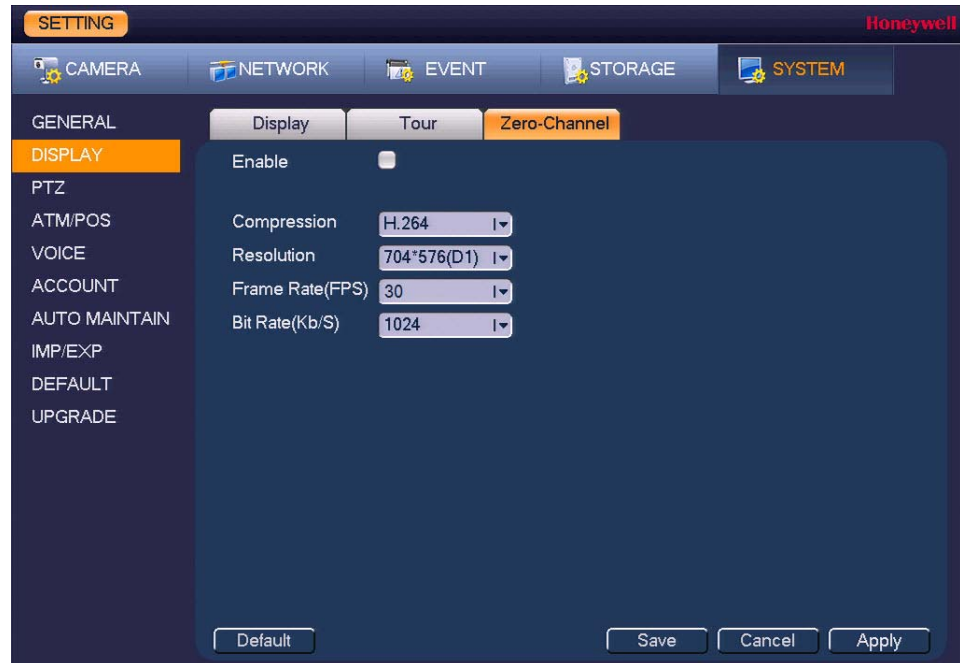 SETTING
Honeywell
CAMERA NETWORK EVENT STORAGE SYSTEM
GENERAL
DISPLAY
PTZ
ATM/POS
VOICE
ACCOUNT
AUTO MAINTAIN
IMP/EXP
DEFAULT
UPGRADE
Display Tour Zero-Channel
Enable
Compression H.264
Resolution 704*576(D1)
Frame Rate(FPS) 30
Bit Rate(Kb/S) 1024
Default Save Cancel Apply